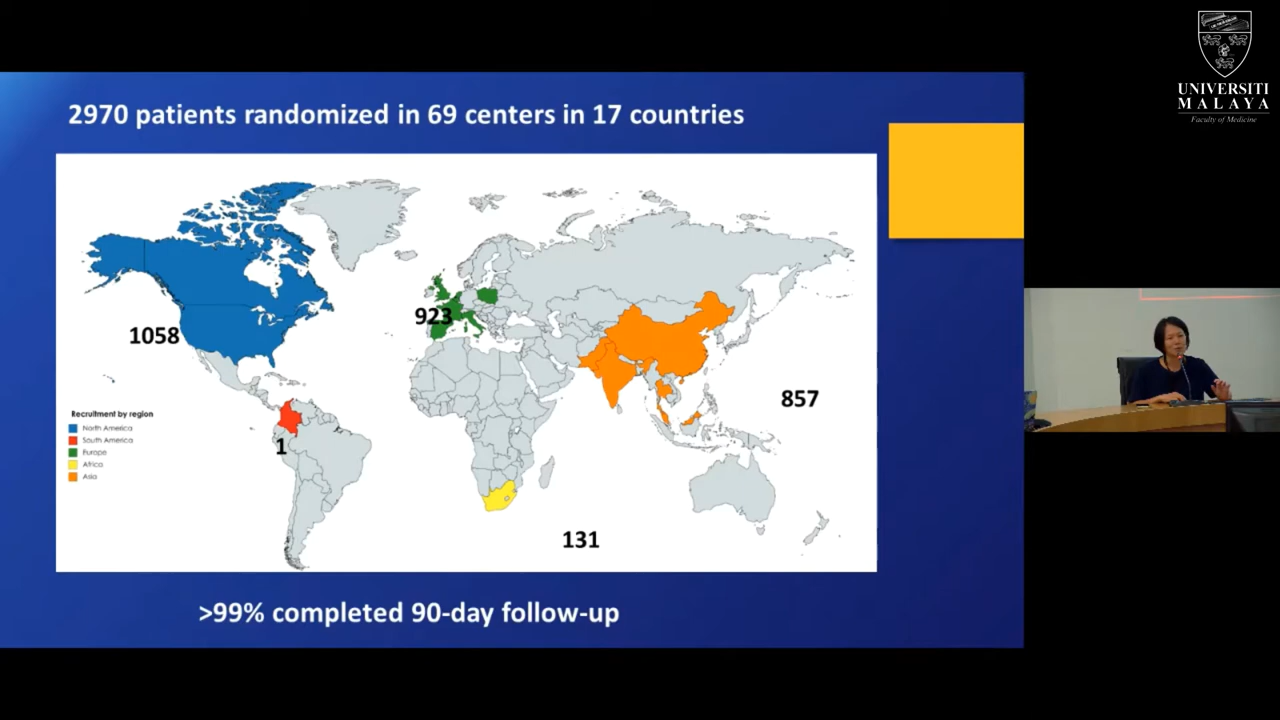 2970 patients randomized in 69 centers in 17 countries
1058
923
857
1
131
Recruitment by region
North America
South America
Europe
Africa
Asia
>99% completed 90-day follow-up
UNIVERSITI
MALAYA
Faculty of Medicine